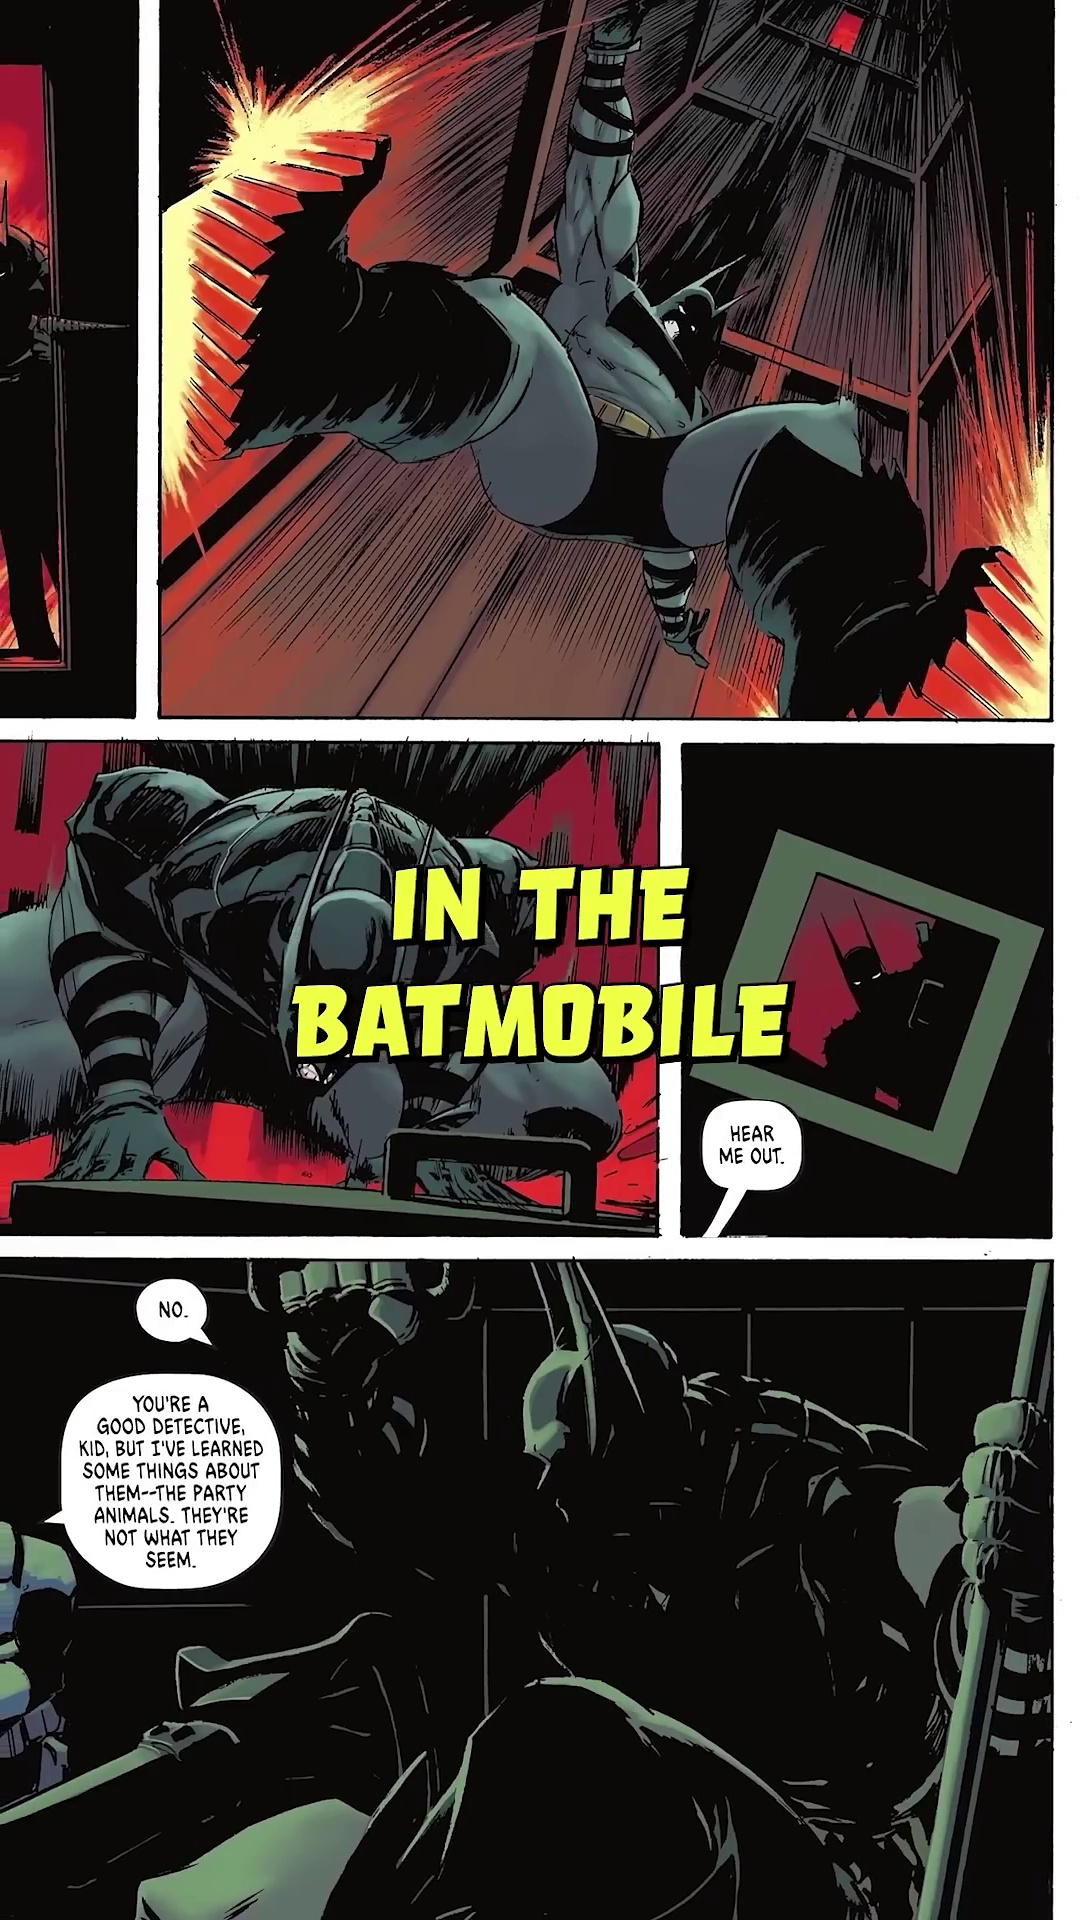 IN THE
BATMOBILE
HEAR
ME OUT.
NO.
YOU'RE A
GOOD DETECTIVE,
KID, BUT I'VE LEARNED
SOME THINGS ABOUT
THEM--THE PARTY
ANIMALS. THEY'RE
NOT WHAT THEY
SEEM.